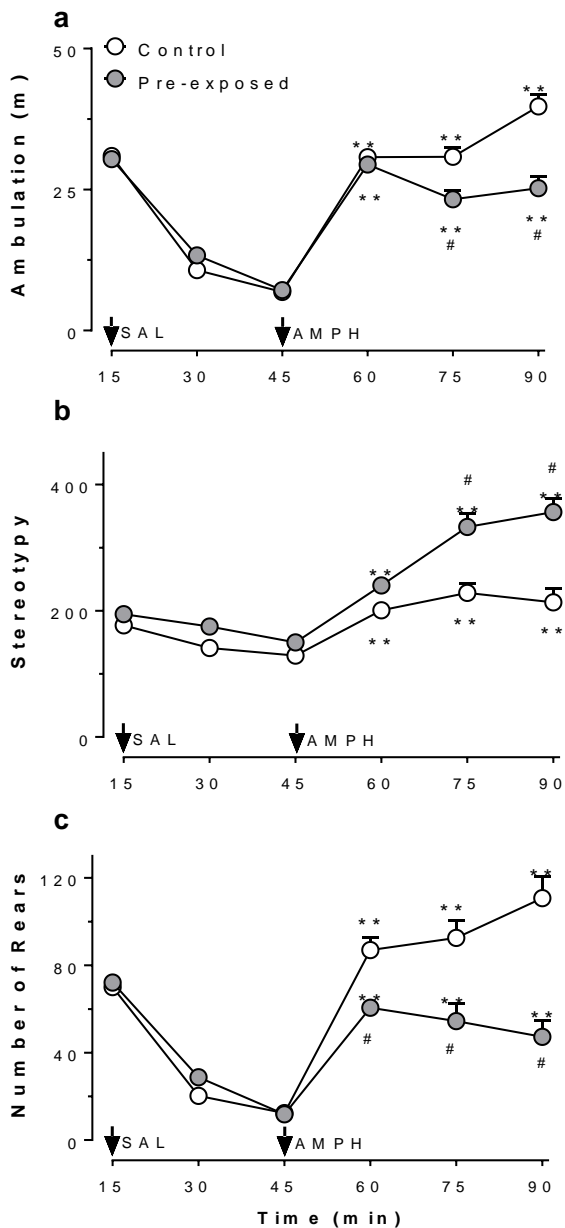 a
Control
Pre-exposed
50
25
0
Ambulation (m)
** ** **
** ** **
# #
SAL AMPH
15 30 45 60 75 90
b
400
200
0
Stereotypy
# #
** ** **
** ** **
SAL AMPH
15 30 45 60 75 90
c
120
80
40
0
Number of Rears
** ** **
** ** **
# # #
SAL AMPH
15 30 45 60 75 90
Time (min)